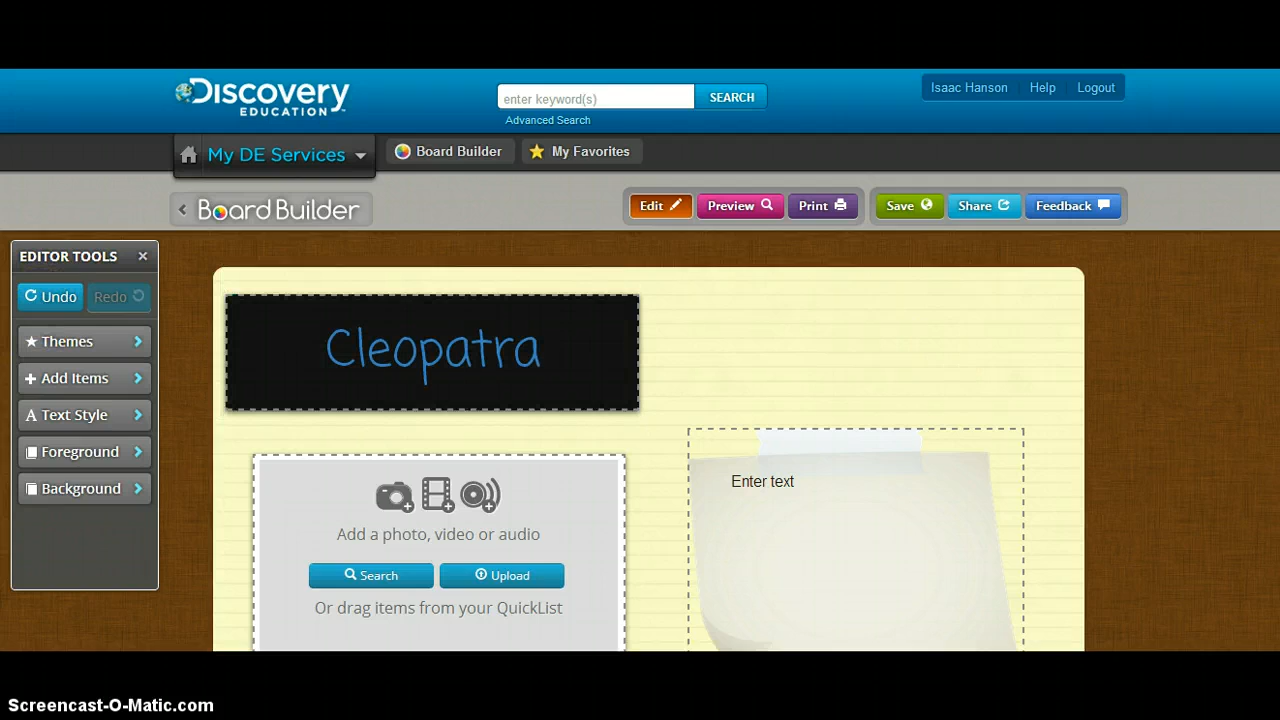 Discovery
EDUCATION
enter keyword(s)
SEARCH
Advanced Search
Isaac Hanson
Help
Logout
My DE Services
Board Builder
My Favorites
BoardBuilder
Edit
Preview
Print
Save
Share
Feedback
EDITOR TOOLS
Undo
Redo
Themes
Add Items
Text Style
Foreground
Background
Cleopatra
Add a photo, video or audio
Search
Upload
Or drag items from your QuickList
Enter text
Screencast-O-Matic.com